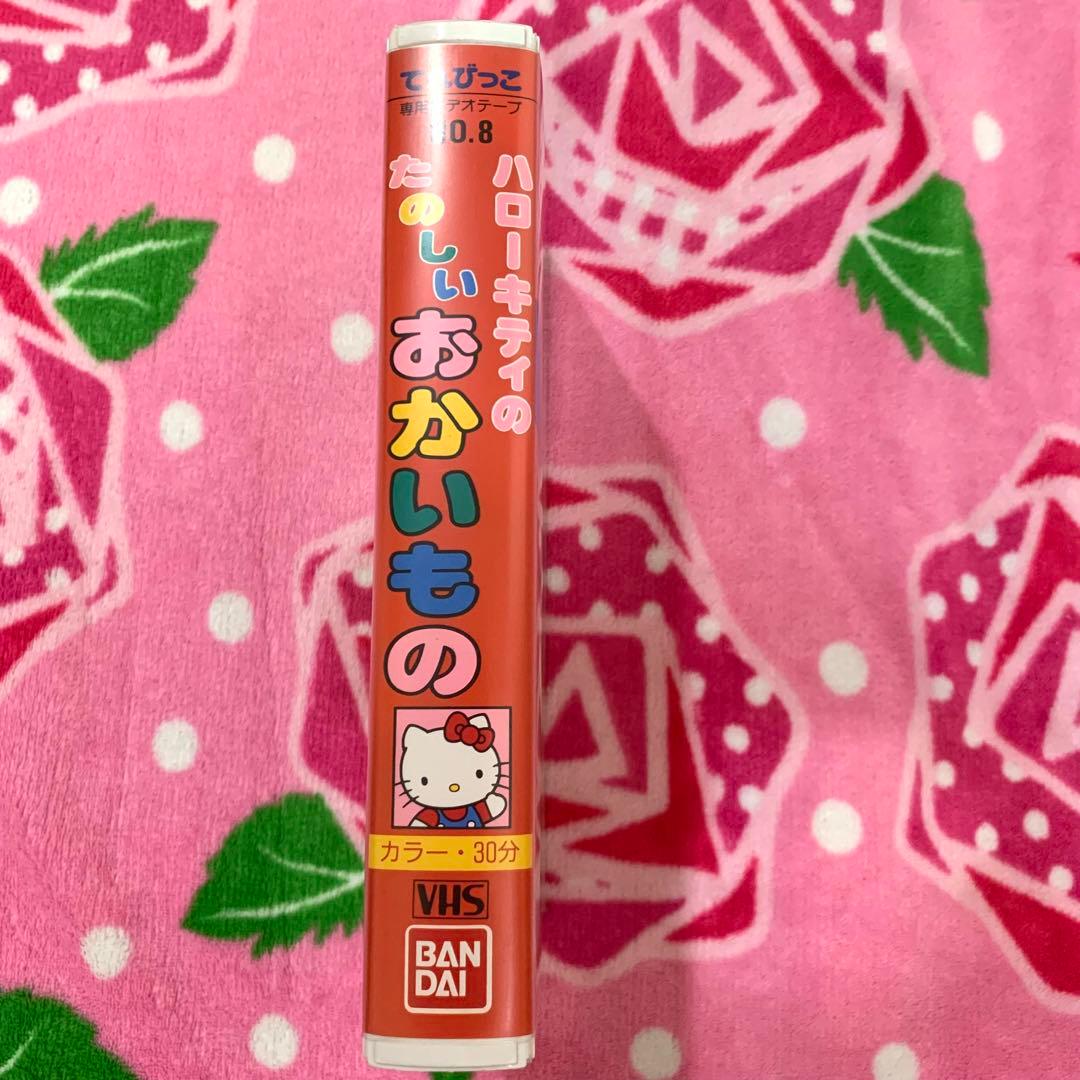 てれびっこ
専用ビデオテープ
NO.8
ハローキティの
たのしい
おかいもの
カラー・30分
VHS
BAN
DAI